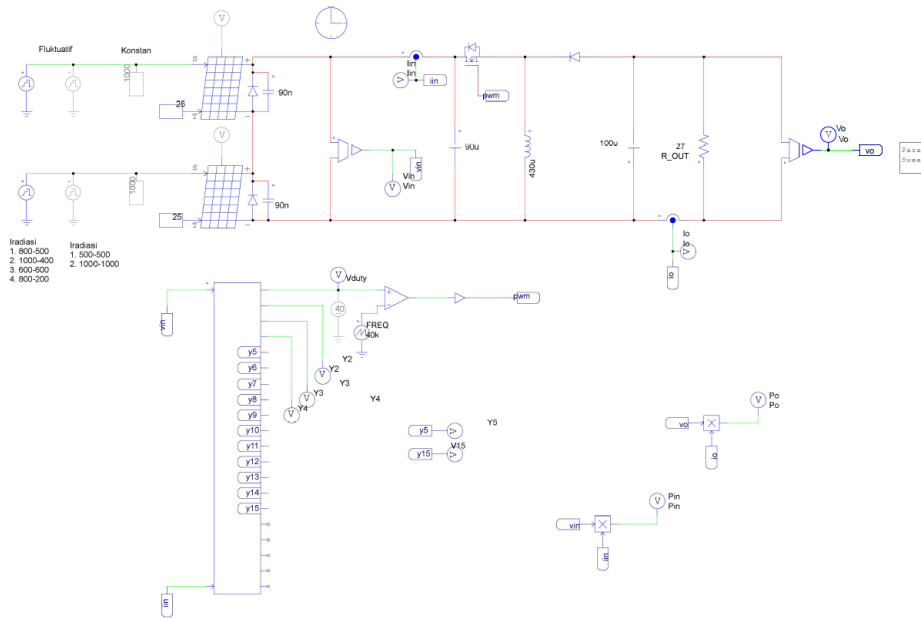 Fluktuatif
Konstan
1000
S
25
T
90n
Iin
Iin
iin
pwm
Vin
Vin
vin
90u
430u
100u
27
R_OUT
Vo
Vo
vo
1000
S
25
T
90n
Io
Io
io
Iradiasi
1. 800-500
2. 1000-400
3. 600-600
4. 800-200
Iradiasi
1. 500-500
2. 1000-1000
Vduty
40
FREQ
40k
pwm
vin
Y2
Y2
Y3
Y3
Y4
Y4
y5
y6
y7
y8
y9
y10
y11
y12
y13
y14
y15
iin
Y5
y5
V15
y15
Po
Po
vo
io
Pin
Pin
vin
iin